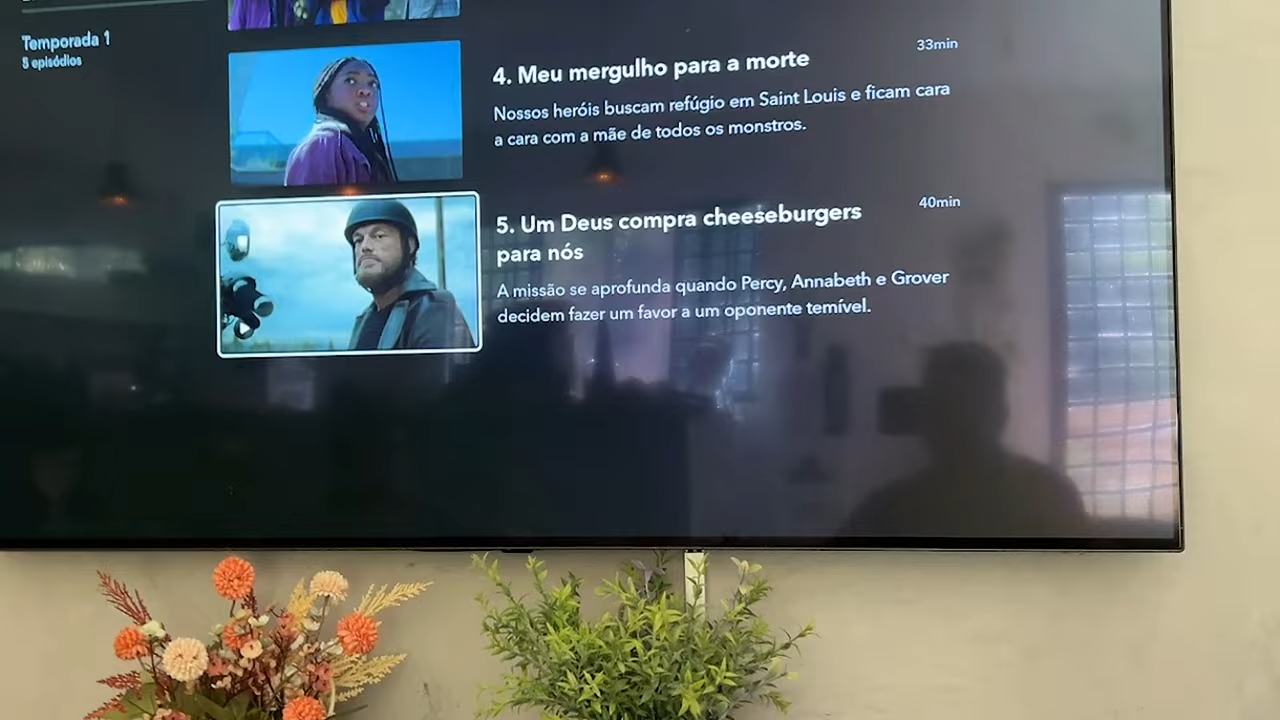 Temporada 1
5 episódios
4. Meu mergulho para a morte
33min
Nossos heróis buscam refúgio em Saint Louis e ficam cara
a cara com a mãe de todos os monstros.
5. Um Deus compra cheeseburgers
para nós
40min
A missão se aprofunda quando Percy, Annabeth e Grover
decidem fazer um favor a um oponente temível.